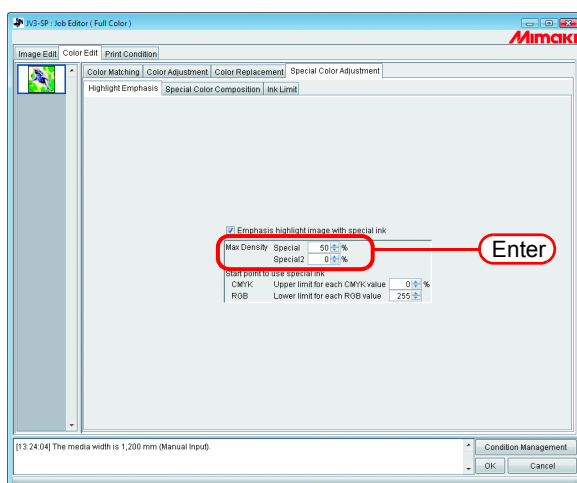 JV3-SP : Job Editor ( Full Color )
Mimaki
Image Edit Color Edit Print Condition
Color Matching Color Adjustment Color Replacement Special Color Adjustment
Highlight Emphasis Special Color Composition Ink Limit
Emphasis highlight image with special ink
Max Density Special 50 %
Special2 0 %
Enter
Start point to use special ink
CMYK Upper limit for each CMYK value 0 %
RGB Lower limit for each RGB value 255
[13:24:04] The media width is 1,200 mm (Manual Input).
Condition Management
OK Cancel